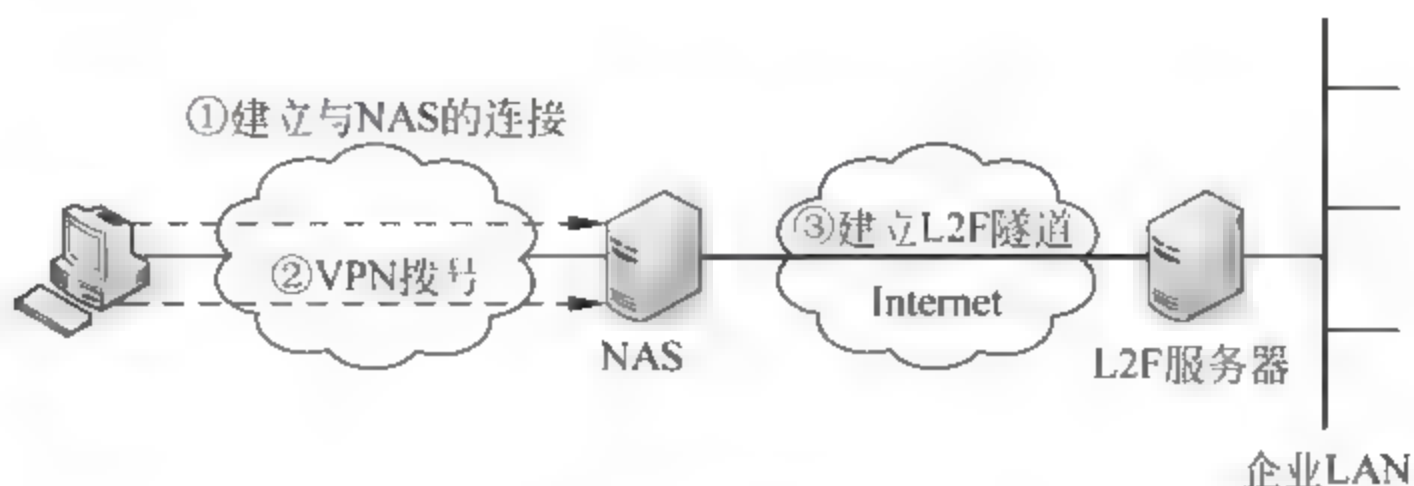 ①建立与NAS的连接
②VPN拨号
③建立L2F隧道
Internet
NAS
L2F服务器
企业LAN